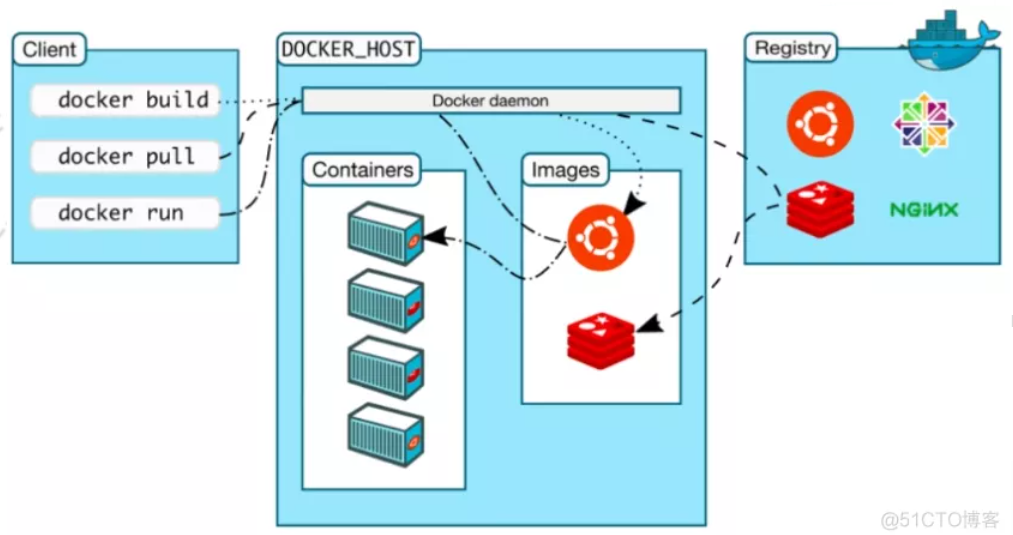 Client
docker build
docker pull
docker run
DOCKER_HOST
Docker daemon
Containers
Images
Registry
NGINX
@51CTO博客